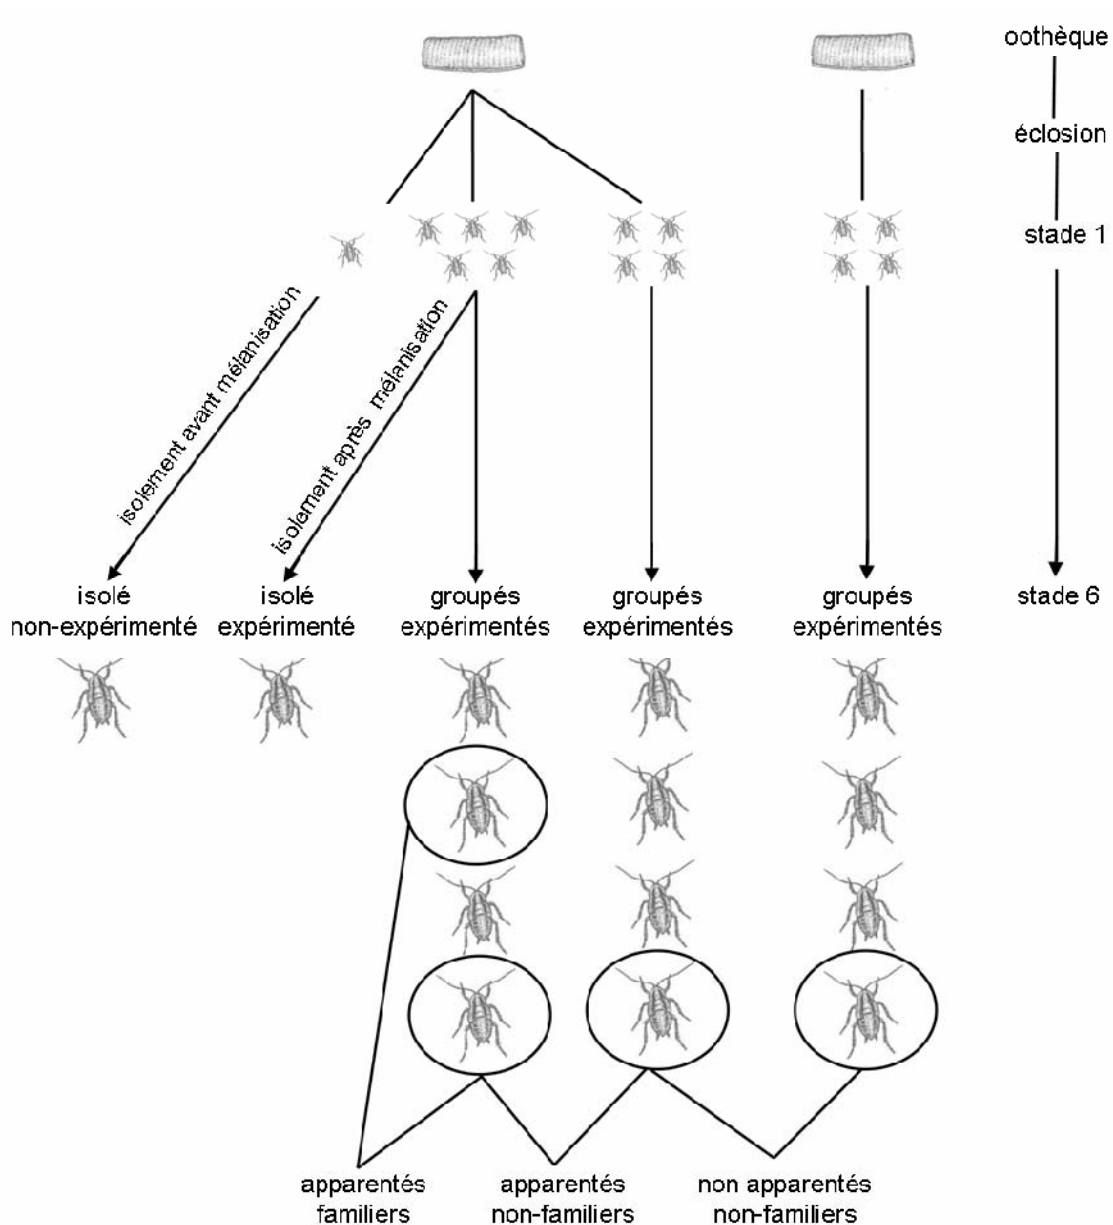 oothèque
éclosion
stade 1
isolement avant mélanisation
isolement après mélanisation
isolé
non-expérimenté
isolé
expérimenté
groupés
expérimentés
groupés
expérimentés
groupés
expérimentés
stade 6
apparentés
familiers
apparentés
non-familiers
non apparentés
non-familiers